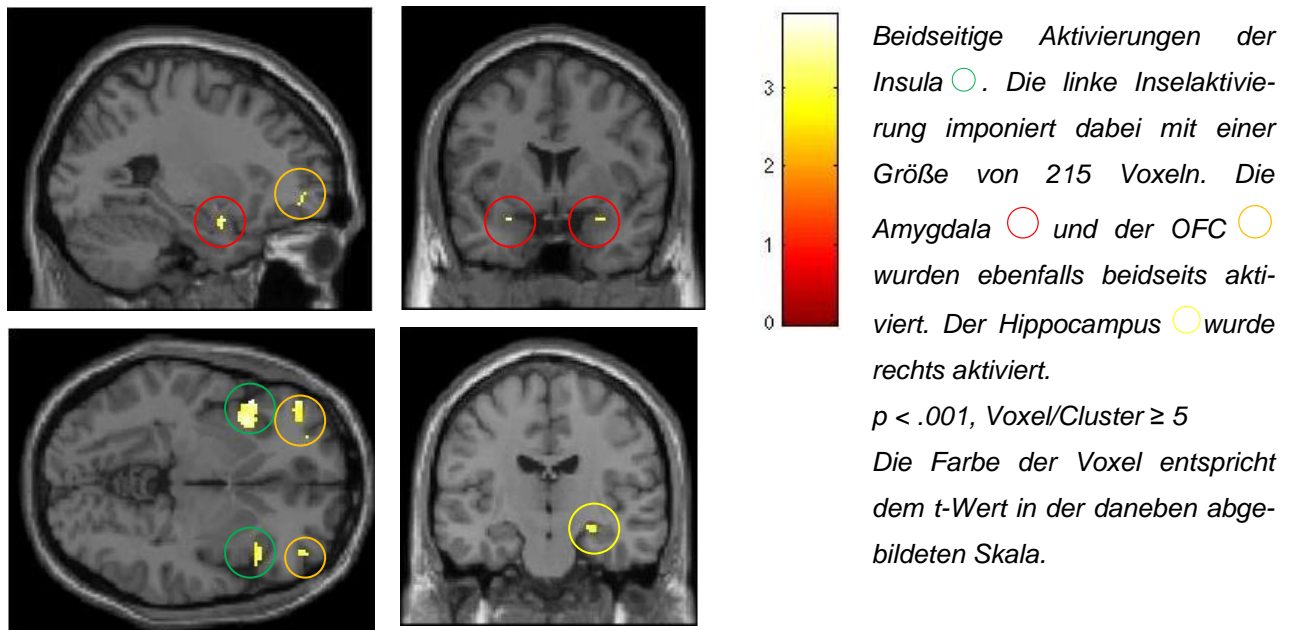 3
2
1
0
Beidseitige Aktivierungen der
Insula . Die linke Inselaktivie-
rung imponiert dabei mit einer
Größe von 215 Voxeln. Die
Amygdala und der OFC
wurden ebenfalls beidseits akti-
viert. Der Hippocampus wurde
rechts aktiviert.
p < .001, Voxel/Cluster ≥ 5
Die Farbe der Voxel entspricht
dem t-Wert in der daneben abge-
bildeten Skala.